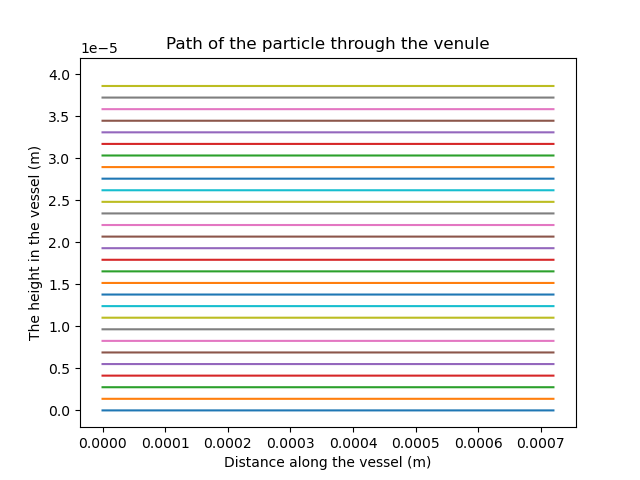 Path of the particle through the venule
1e−5
4.0
3.5
3.0
2.5
2.0
1.5
1.0
0.5
0.0
The height in the vessel (m)
0.0000 0.0001 0.0002 0.0003 0.0004 0.0005 0.0006 0.0007
Distance along the vessel (m)